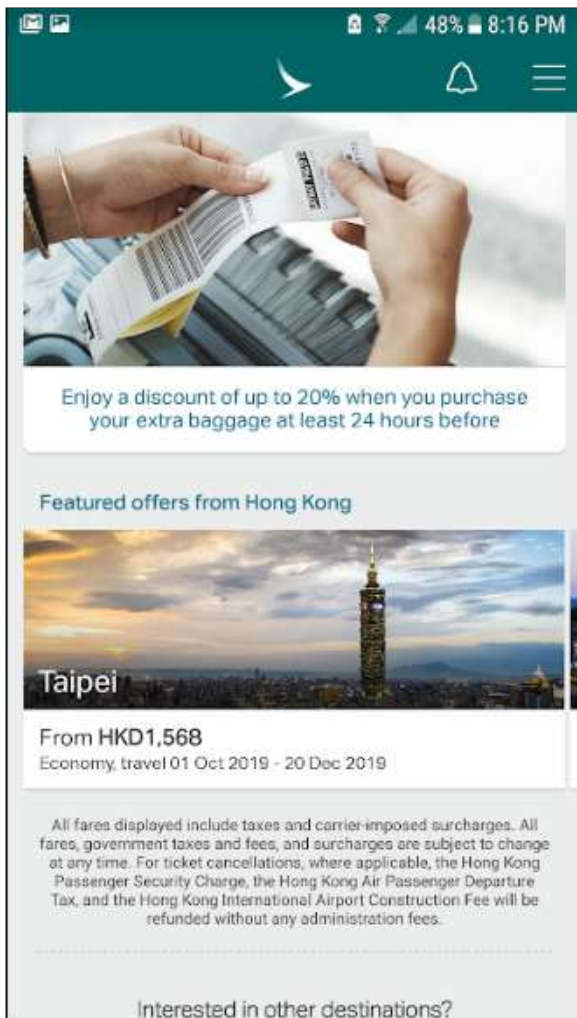 48% 8:16 PM
Enjoy a discount of up to 20% when you purchase
your extra baggage at least 24 hours before
Featured offers from Hong Kong
Taipei
From HKD1,568
Economy, travel 01 Oct 2019 - 20 Dec 2019
All fares displayed include taxes and carrier-imposed surcharges. All
fares, government taxes and fees, and surcharges are subject to change
at any time. For ticket cancellations, where applicable, the Hong Kong
Passenger Security Charge, the Hong Kong Air Passenger Departure
Tax, and the Hong Kong International Airport Construction Fee will be
refunded without any administration fees.
Interested in other destinations?